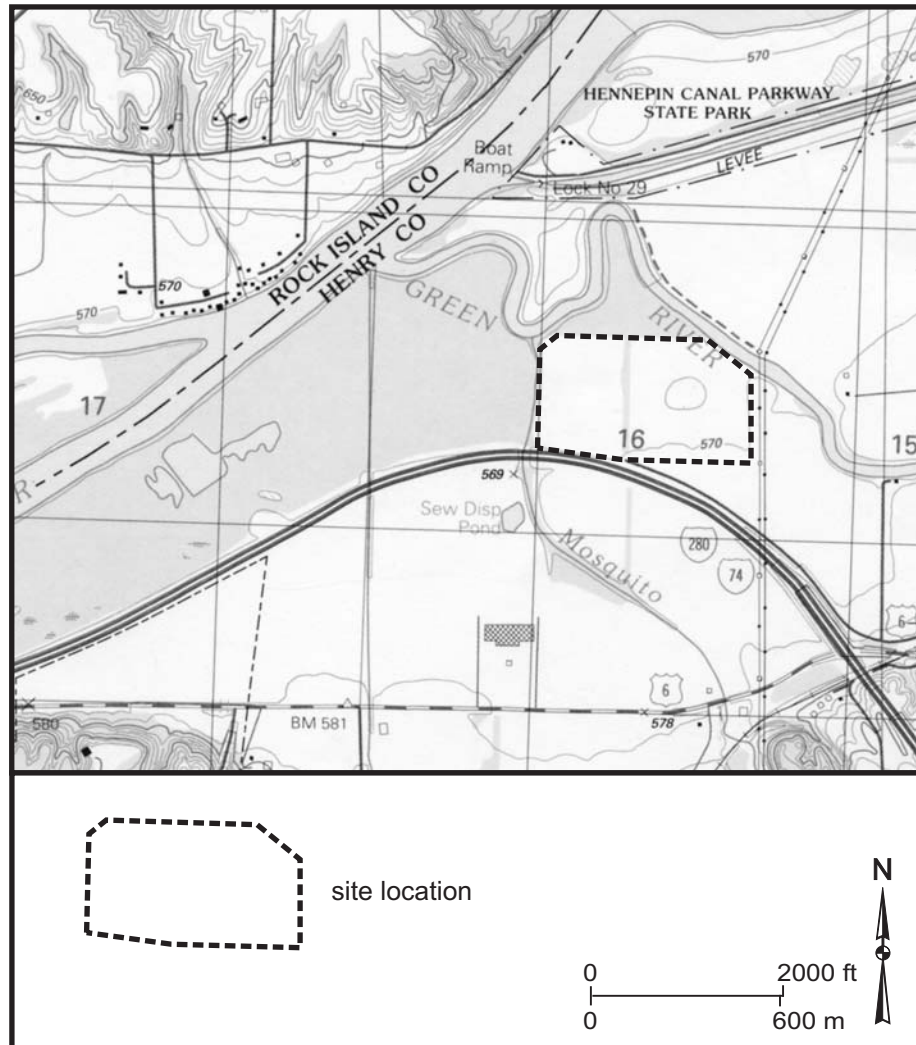 650
570
HENNEPIN CANAL PARKWAY
STATE PARK
Boat
Ramp
LEVEE
Lock No 29
ROCK ISLAND CO
HENRY CO
570
570
GREEN
RIVER
17
16
570
15
R
569
Sew Disp
Pond
Mosquito
280
74
6
6
580
BM 581
578
site location
N
0
2000 ft
0
600 m